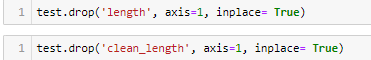 1 test.drop('length', axis=1, inplace= True)
1 test.drop('clean_length', axis=1, inplace= True)